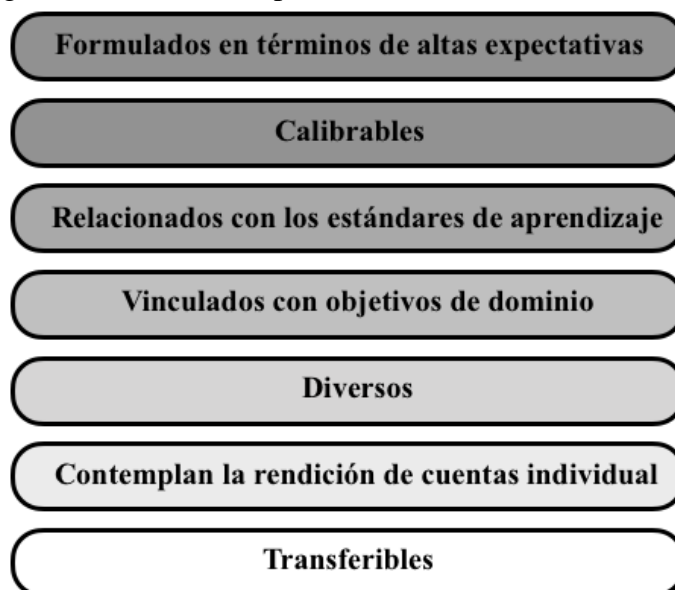 Formulados en términos de altas expectativas
Calibrables
Relacionados con los estándares de aprendizaje
Vinculados con objetivos de dominio
Diversos
Contemplan la rendición de cuentas individual
Transferibles